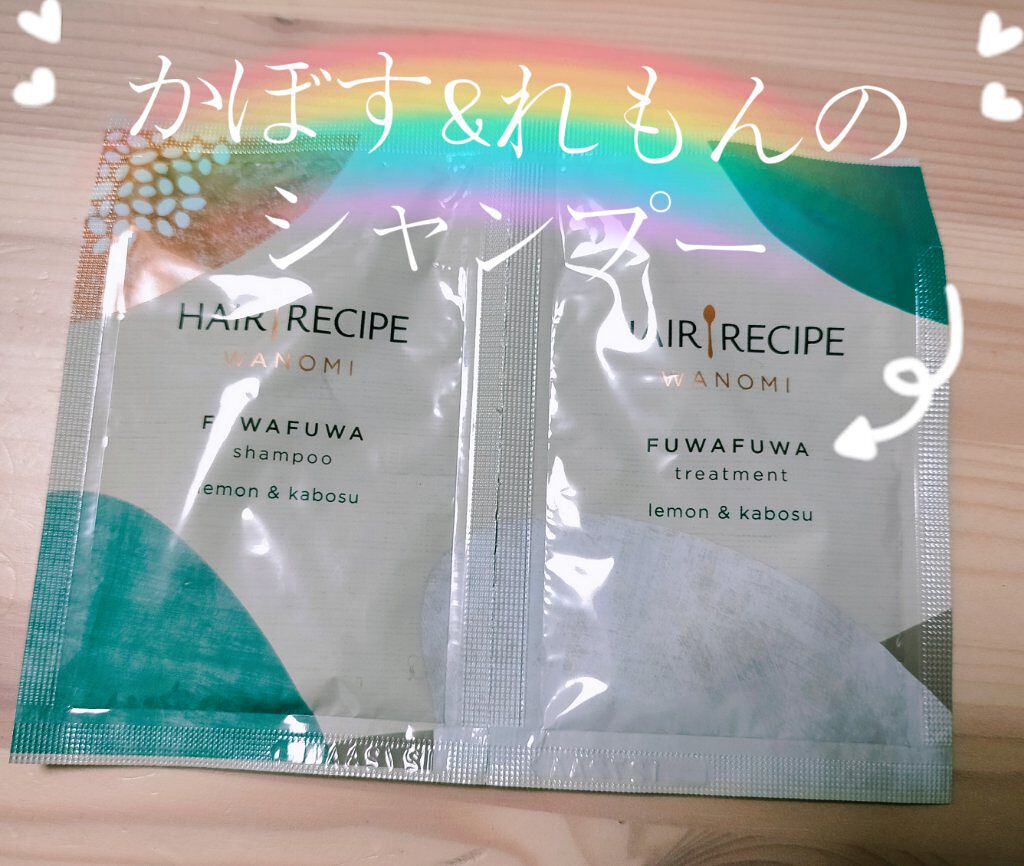 かぼす&れもんの
シャンプー
HAIR RECIPE
WANOMI
FUWAFUWA
shampoo
lemon & kabosu
HAIR RECIPE
WANOMI
FUWAFUWA
treatment
lemon & kabosu